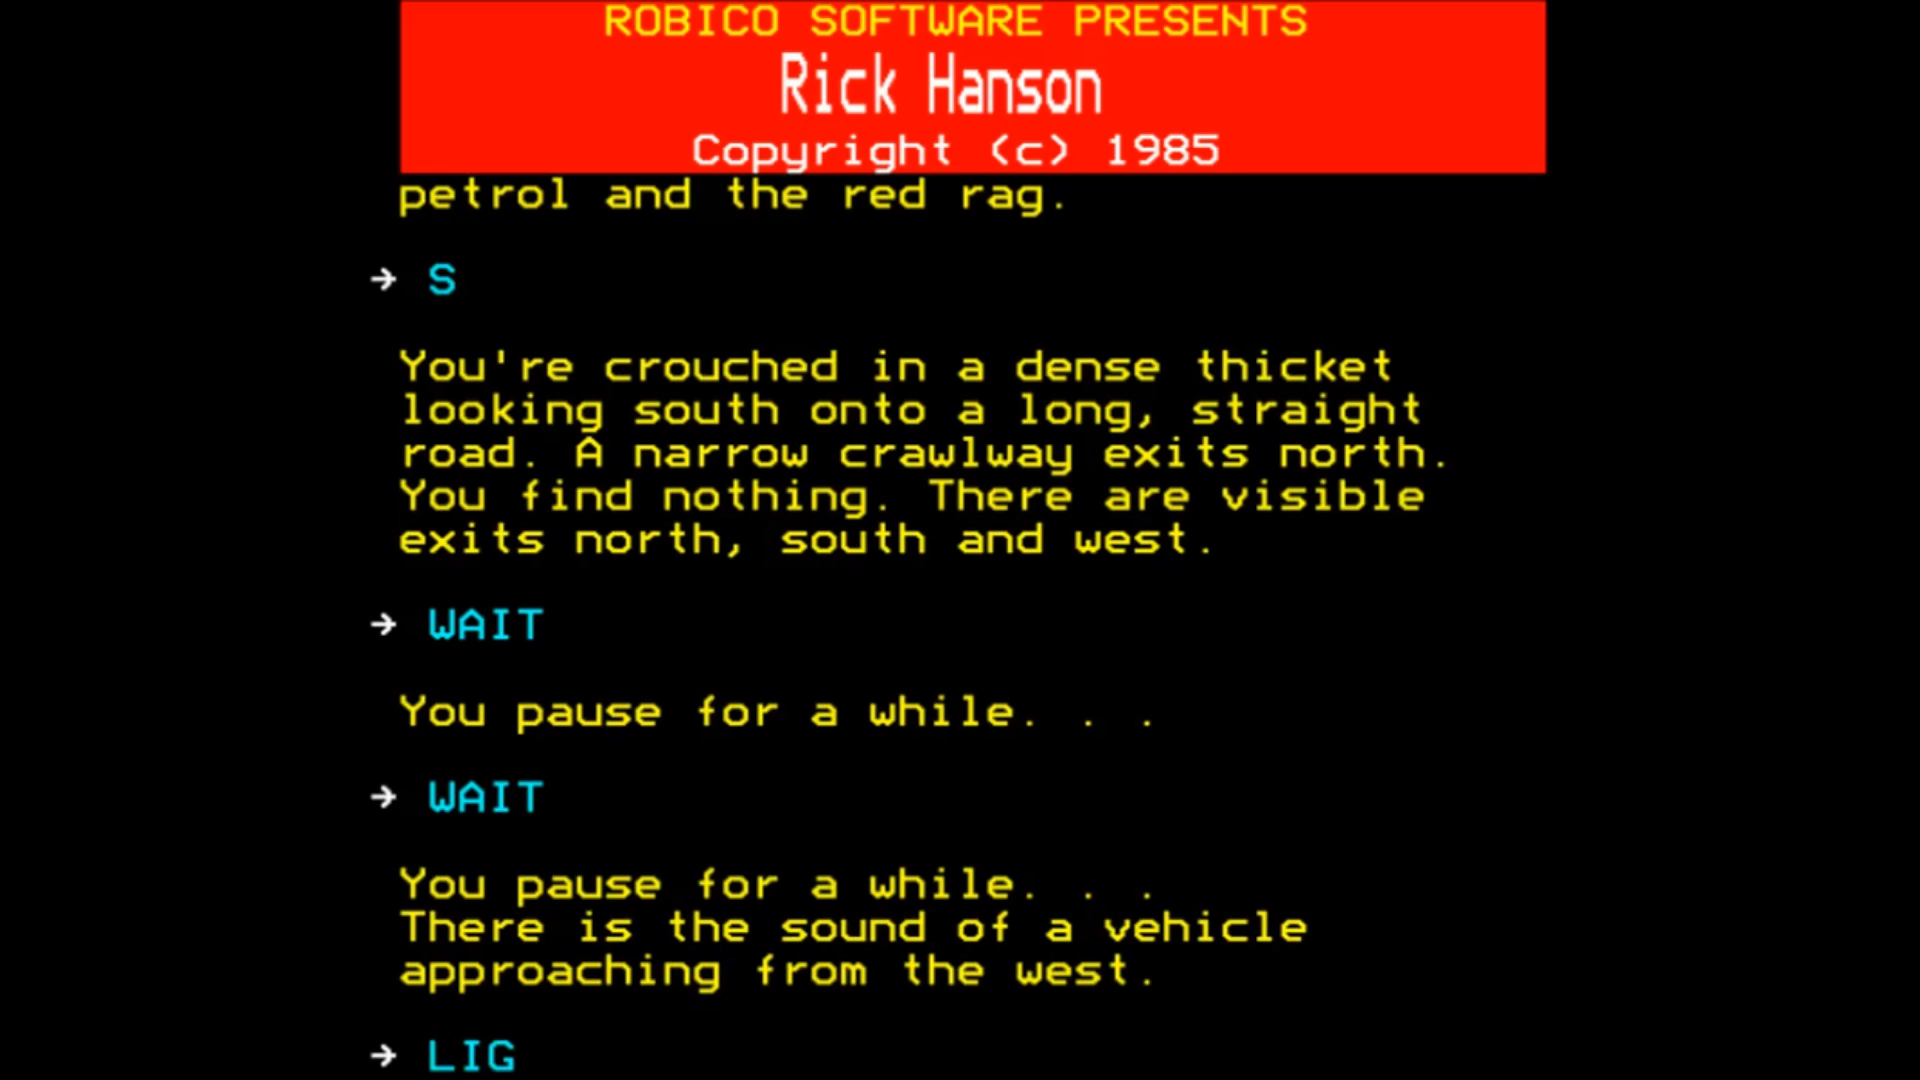 ROBICO SOFTWARE PRESENTS
Rick Hanson
Copyright (c) 1985
petrol and the red rag.
→ S
You're crouched in a dense thicket
looking south onto a long, straight
road. A narrow crawlway exits north.
You find nothing. There are visible
exits north, south and west.
→ WAIT
You pause for a while. . .
→ WAIT
You pause for a while. . .
There is the sound of a vehicle
approaching from the west.
→ LIG